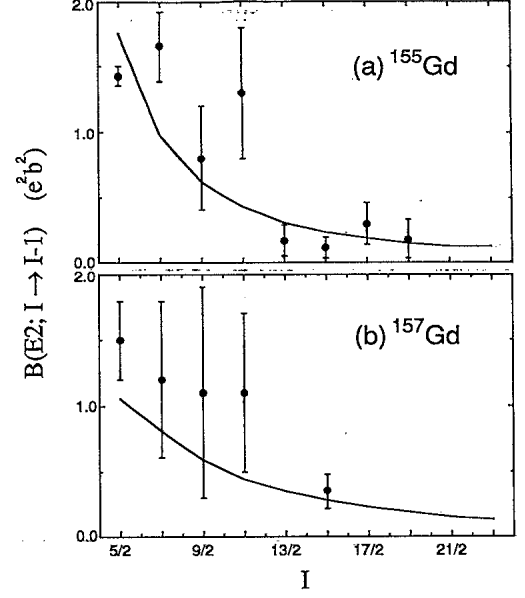 2.0
(a) ¹⁵⁵Gd
1.0
0.0
B(E2; I → I-1) (e²b²)
2.0
(b) ¹⁵⁷Gd
1.0
0.0
5/2 9/2 13/2 17/2 21/2
I